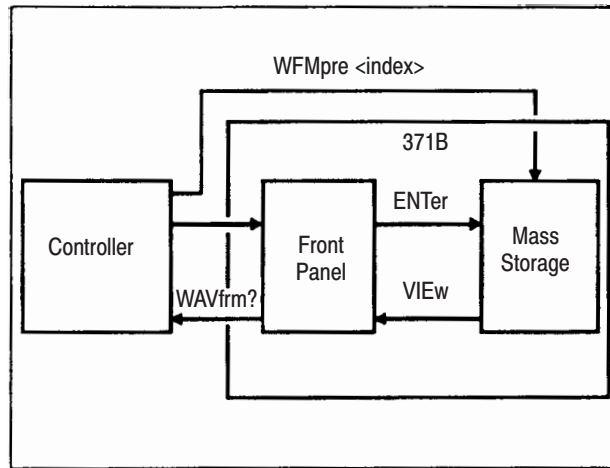 WFMpre <index>
371B
ENTer
Controller
Front
Panel
Mass
Storage
WAVfrm?
VIEw